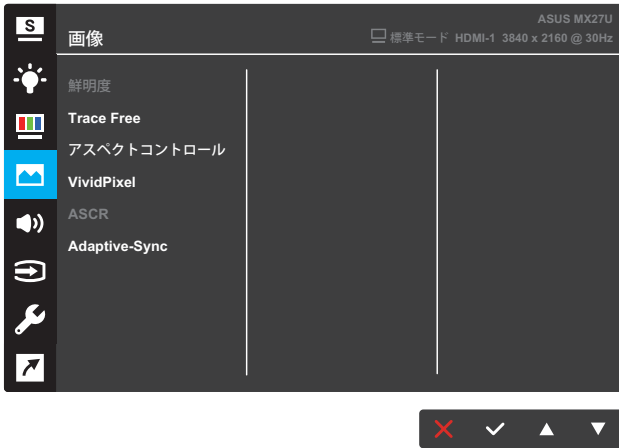 S
ASUS MX27U
画像
標準モード HDMI-1 3840 x 2160 @ 30Hz
鮮明度
Trace Free
アスペクトコントロール
VividPixel
ASCR
Adaptive-Sync